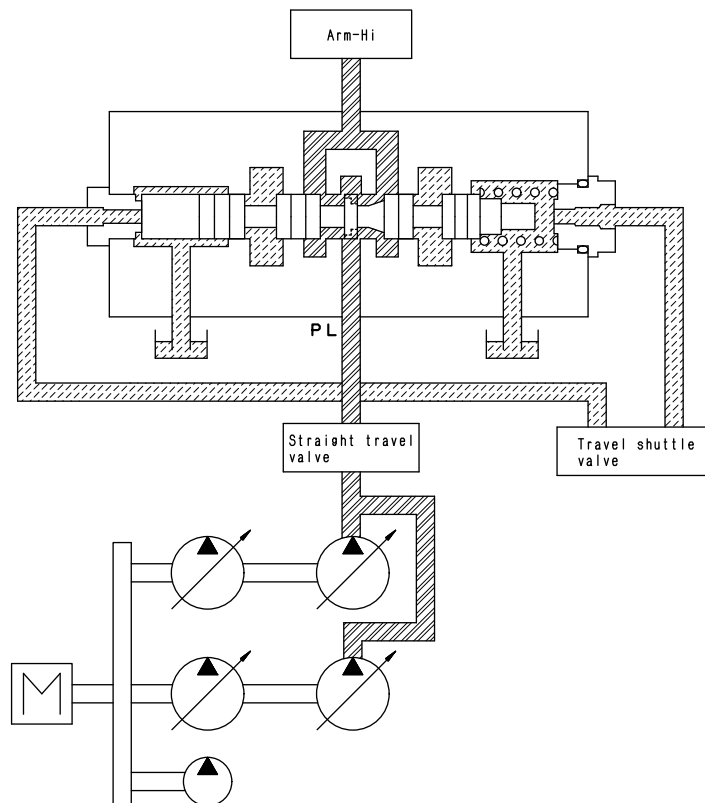 Arm-Hi
PL
Straight travel
valve
Travel shuttle
valve
M